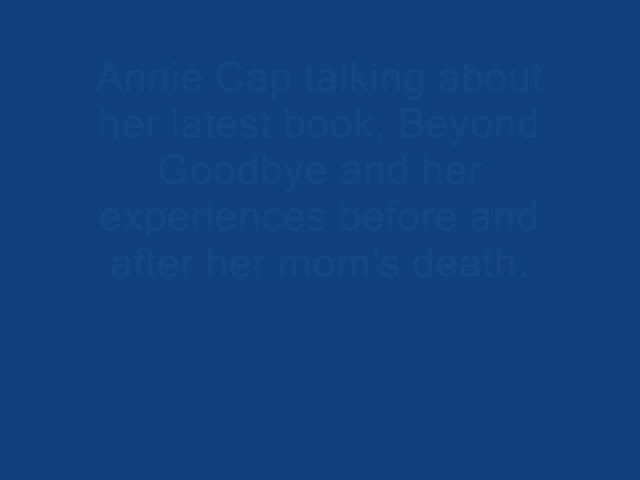 Annie Cap talking about
her latest book, Beyond
Goodbye and her
experiences before and
after her mom's death.